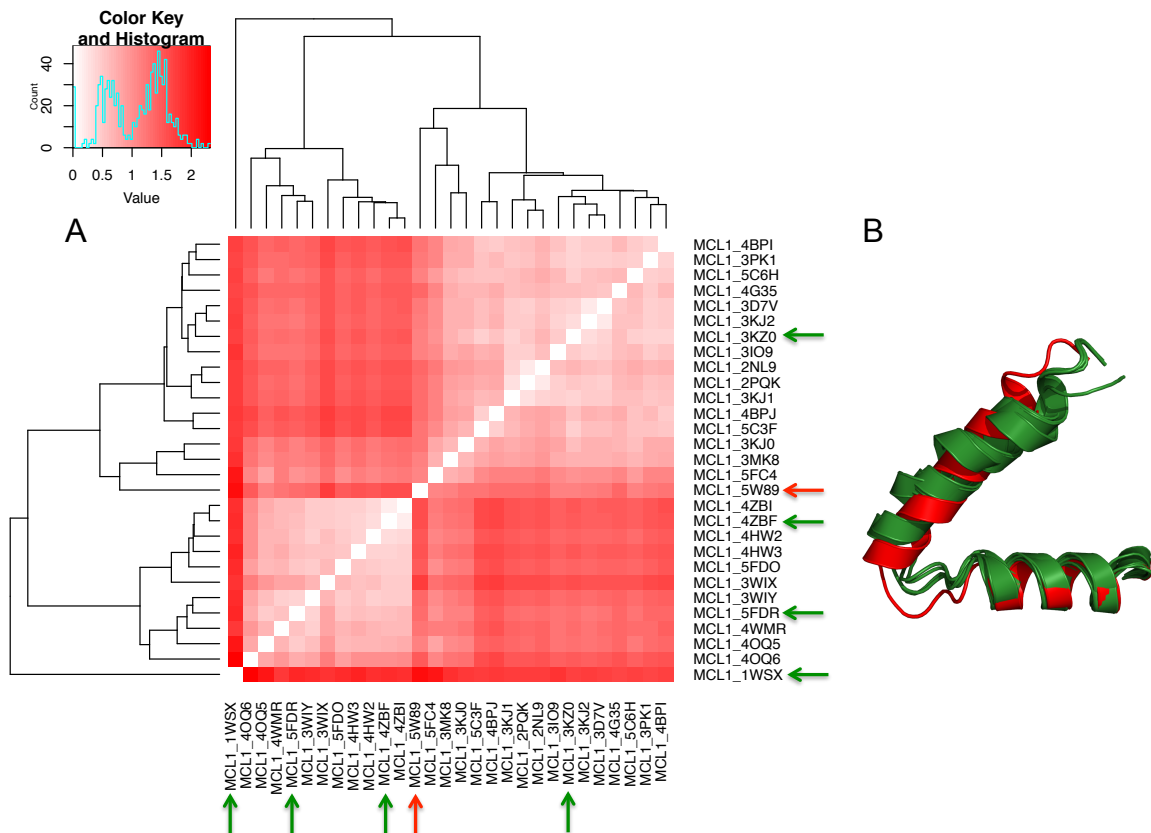 Color Key
and Histogram
Count
0
20
40
0 0.5 1 1.5 2
Value
A
B
MCL1_4BPI
MCL1_3PK1
MCL1_5C6H
MCL1_4G35
MCL1_3D7V
MCL1_3KJ2
MCL1_3KZ0
MCL1_3IO9
MCL1_2NL9
MCL1_2PQK
MCL1_3KJ1
MCL1_4BPJ
MCL1_5C3F
MCL1_3KJ0
MCL1_3MK8
MCL1_5FC4
MCL1_5W89
MCL1_4ZBI
MCL1_4ZBF
MCL1_4HW2
MCL1_4HW3
MCL1_5FDO
MCL1_3WIX
MCL1_3WIY
MCL1_5FDR
MCL1_4WMR
MCL1_4OQ5
MCL1_4OQ6
MCL1_1WSX
MCL1_1WSX
MCL1_4OQ6
MCL1_4OQ5
MCL1_4WMR
MCL1_5FDR
MCL1_3WIY
MCL1_3WIX
MCL1_5FDO
MCL1_4HW3
MCL1_4HW2
MCL1_4ZBF
MCL1_4ZBI
MCL1_5W89
MCL1_5FC4
MCL1_3MK8
MCL1_3KJ0
MCL1_5C3F
MCL1_4BPJ
MCL1_3KJ1
MCL1_2PQK
MCL1_2NL9
MCL1_3IO9
MCL1_3KZ0
MCL1_3KJ2
MCL1_3D7V
MCL1_4G35
MCL1_5C6H
MCL1_3PK1
MCL1_4BPI